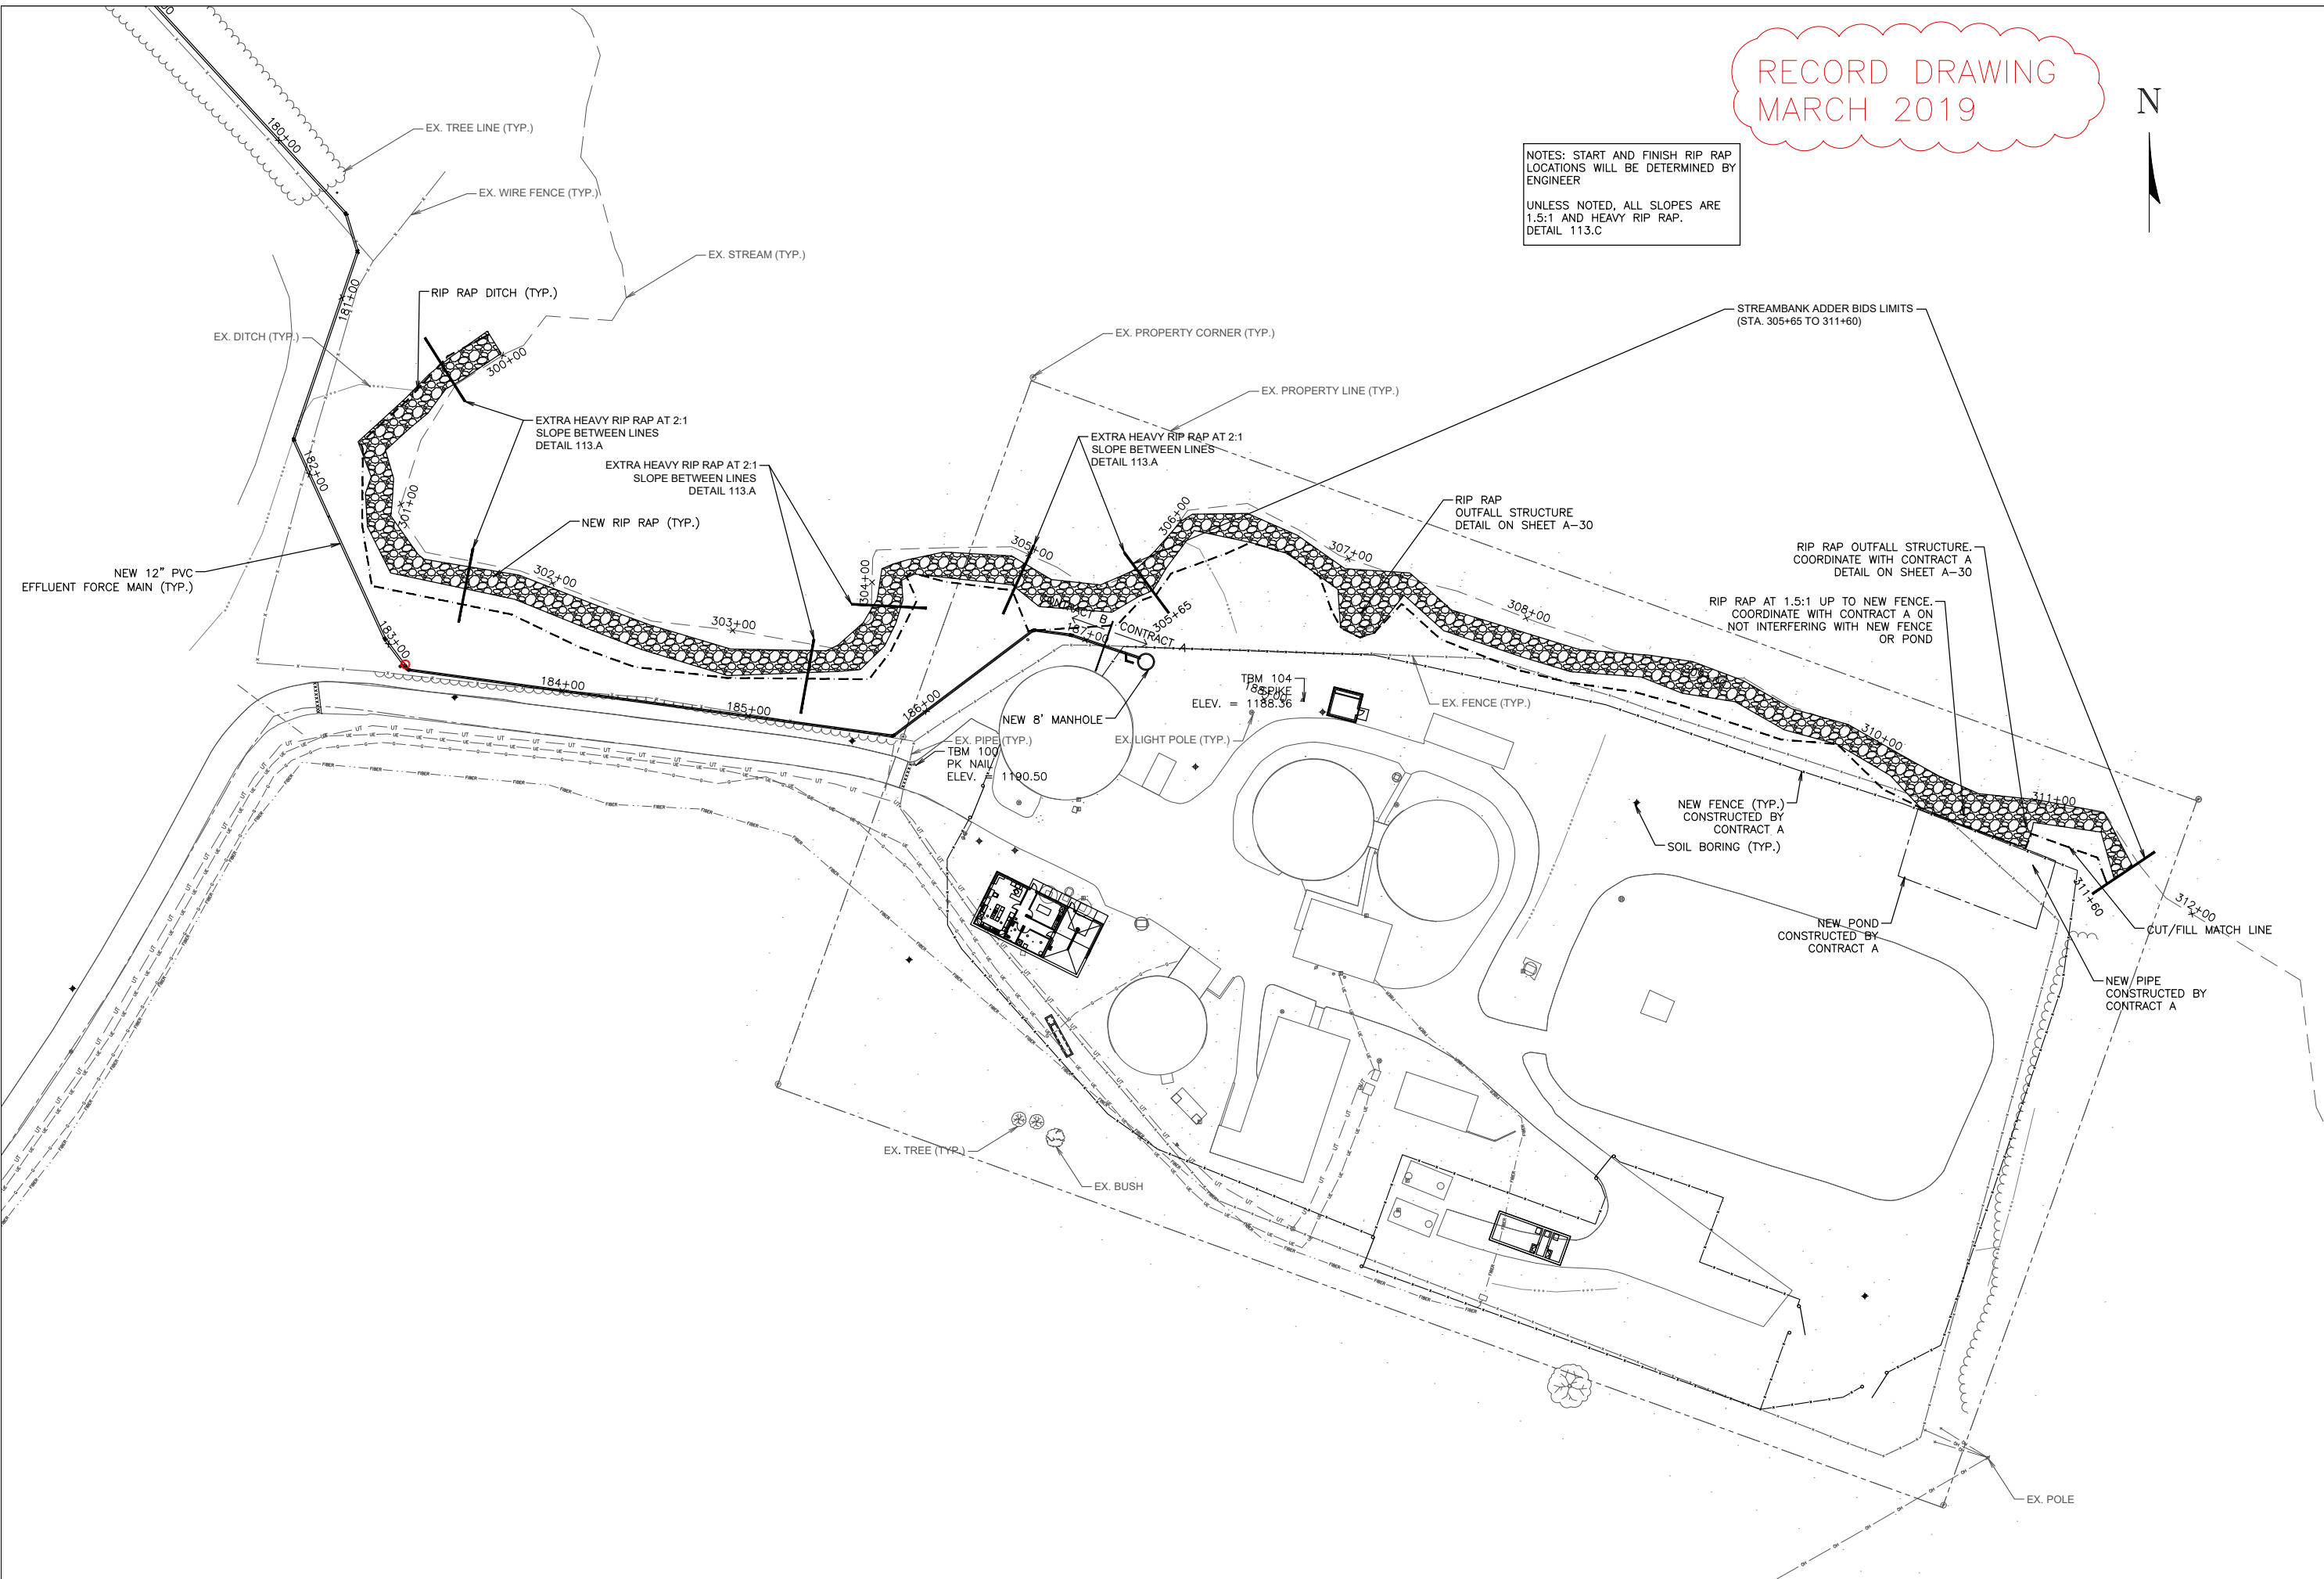 RECORD DRAWING
MARCH 2019
N
NOTES: START AND FINISH RIP RAP
LOCATIONS WILL BE DETERMINED BY
ENGINEER
UNLESS NOTED, ALL SLOPES ARE
1.5:1 AND HEAVY RIP RAP.
DETAIL 113.C
180+00
EX. TREE LINE (TYP.)
EX. WIRE FENCE (TYP.)
EX. STREAM (TYP.)
181+00
RIP RAP DITCH (TYP.)
EX. DITCH (TYP.)
300+00
EX. PROPERTY CORNER (TYP.)
STREAMBANK ADDER BIDS LIMITS
(STA. 305+65 TO 311+60)
EX. PROPERTY LINE (TYP.)
EXTRA HEAVY RIP RAP AT 2:1
SLOPE BETWEEN LINES
DETAIL 113.A
EXTRA HEAVY RIP RAP AT 2:1
SLOPE BETWEEN LINES
DETAIL 113.A
EXTRA HEAVY RIP RAP AT 2:1
SLOPE BETWEEN LINES
DETAIL 113.A
182+00
301+00
NEW RIP RAP (TYP.)
RIP RAP
OUTFALL STRUCTURE
DETAIL ON SHEET A-30
306+00
305+00
307+00
RIP RAP OUTFALL STRUCTURE.
COORDINATE WITH CONTRACT A
DETAIL ON SHEET A-30
NEW 12" PVC
EFFLUENT FORCE MAIN (TYP.)
302+00
304+00
303+00
308+00
RIP RAP AT 1.5:1 UP TO NEW FENCE.
COORDINATE WITH CONTRACT A ON
NOT INTERFERING WITH NEW FENCE
OR POND
CONTRACT B
CONTRACT A
187+00
305+65
183+00
184+00
185+00
186+00
TBM 104
SPIKE
ELEV. = 1188.36
188+00
EX. FENCE (TYP.)
NEW 8' MANHOLE
EX. LIGHT POLE (TYP.)
EX. PIPE (TYP.)
TBM 100
PK NAIL
ELEV. = 1190.50
310+00
311+00
NEW FENCE (TYP.)
CONSTRUCTED BY
CONTRACT A
SOIL BORING (TYP.)
311+60
312+00
NEW POND
CONSTRUCTED BY
CONTRACT A
CUT/FILL MATCH LINE
NEW PIPE
CONSTRUCTED BY
CONTRACT A
EX. TREE (TYP.)
EX. BUSH
EX. POLE